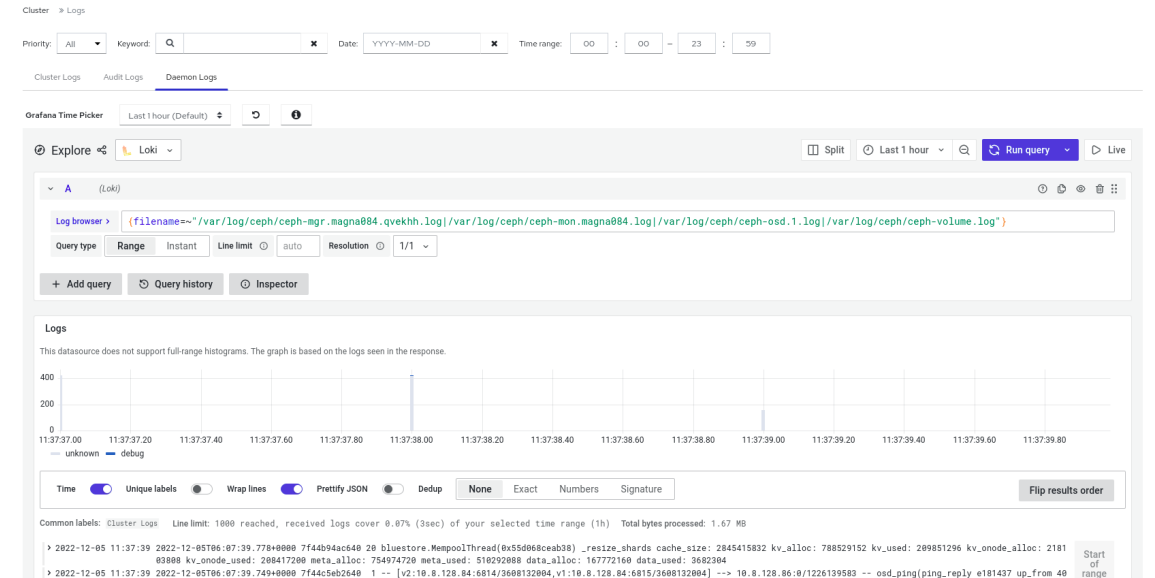 Cluster » Logs
Priority: All Keyword: Date: YYYY-MM-DD Time range: 00 : 00 – 23 : 59
Cluster Logs Audit Logs Daemon Logs
Grafana Time Picker Last 1 hour (Default)
Explore Loki Split Last 1 hour Run query Live
A (Loki)
Log browser > {filename=~"/var/log/ceph/ceph-mgr.magna084.qvekhh.log|/var/log/ceph/ceph-mon.magna084.log|/var/log/ceph/ceph-osd.1.log|/var/log/ceph/ceph-volume.log"}
Query type Range Instant Line limit auto Resolution 1/1
+ Add query Query history Inspector
Logs
This datasource does not support full-range histograms. The graph is based on the logs seen in the response.
400
200
0
11:37:37.00 11:37:37.20 11:37:37.40 11:37:37.60 11:37:37.80 11:37:38.00 11:37:38.20 11:37:38.40 11:37:38.60 11:37:38.80 11:37:39.00 11:37:39.20 11:37:39.40 11:37:39.60 11:37:39.80
unknown debug
Time Unique labels Wrap lines Prettify JSON Dedup None Exact Numbers Signature Flip results order
Common labels: Cluster Logs Line limit: 1000 reached, received logs cover 0.07% (3sec) of your selected time range (1h) Total bytes processed: 1.67 MB
> 2022-12-05 11:37:39 2022-12-05T06:07:39.778+0000 7f44b94ac640 20 bluestore.MempoolThread(0x55d068ceab38) _resize_shards cache_size: 2845415832 kv_alloc: 788529152 kv_used: 209851296 kv_onode_alloc: 2181
03808 kv_onode_used: 208417200 meta_alloc: 754974720 meta_used: 510292088 data_alloc: 167772160 data_used: 3682304
> 2022-12-05 11:37:39 2022-12-05T06:07:39.749+0000 7f44c5eb2640 1 -- [v2:10.8.128.84:6814/3608132004,v1:10.8.128.84:6815/3608132004] --> 10.8.128.86:0/1226139583 -- osd_ping(ping_reply e181437 up_from 40
Start
of
range